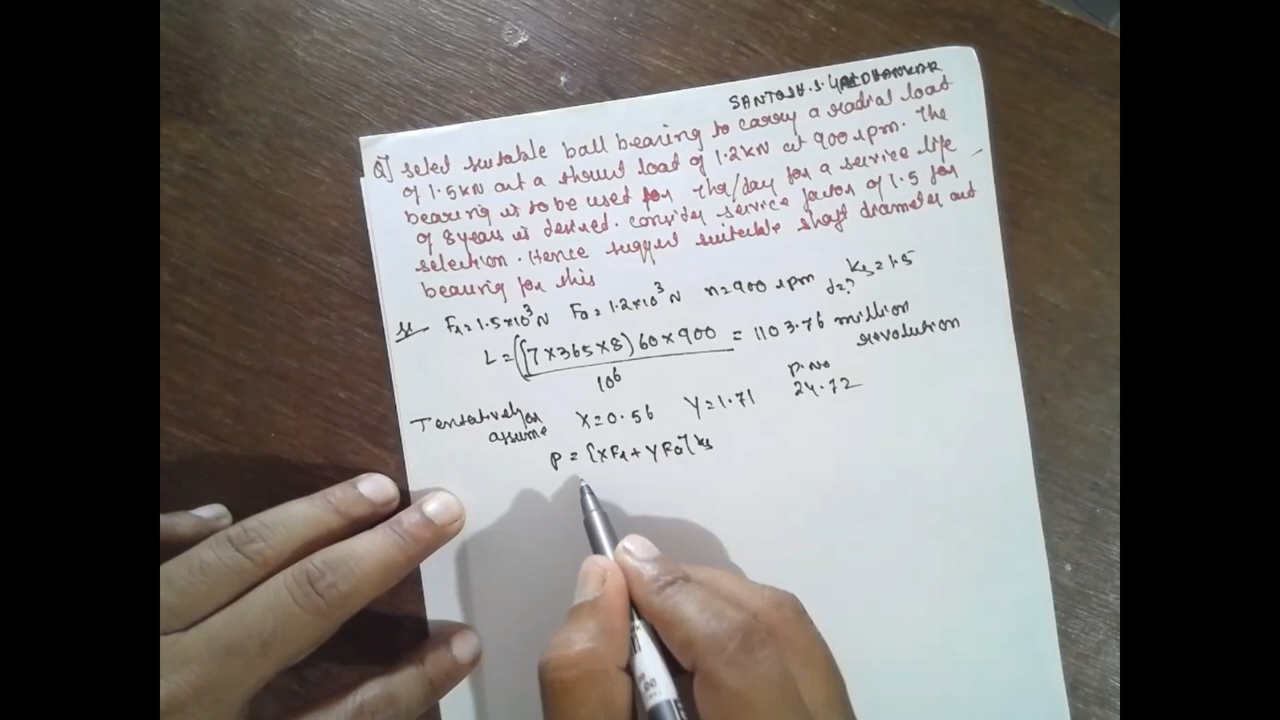 SANTOSH.S.
Q] select suitable ball bearing to carry a radial load
of 1.5kN and a thrust load of 1.2kN at 900 rpm. The
bearing is to be used for 7hr/day for a service life
of 8 years is desired. consider service factor of 1.5 for
selection. Hence suggest suitable shaft diameter and
bearing for this
Fr=1.5×10³N Fa=1.2×10³N n=900 rpm d=? ks=1.5
L=((7×365×8)60×900 = 1103.76 million
10⁶ revolution
Tentatively
assume X=0.56 Y=1.71 P.No
24.72
P = [XFr+YFa]ks